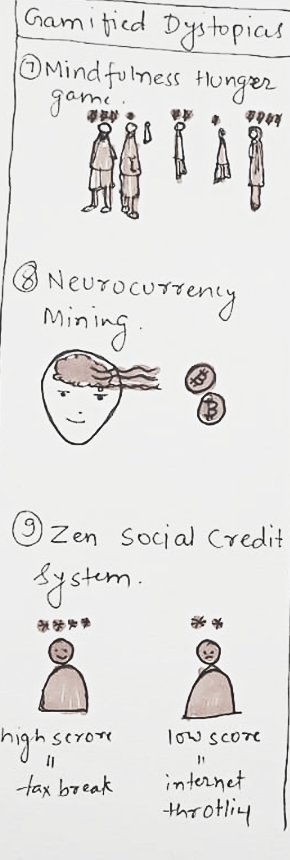 Gamified Dystopias
⑦ Mindfulness Hunger
game.
⑧ Neurocurrency
Mining.
⑨ Zen Social Credit
System.
high scrore
low score
=
=
tax break
internet
throtliy